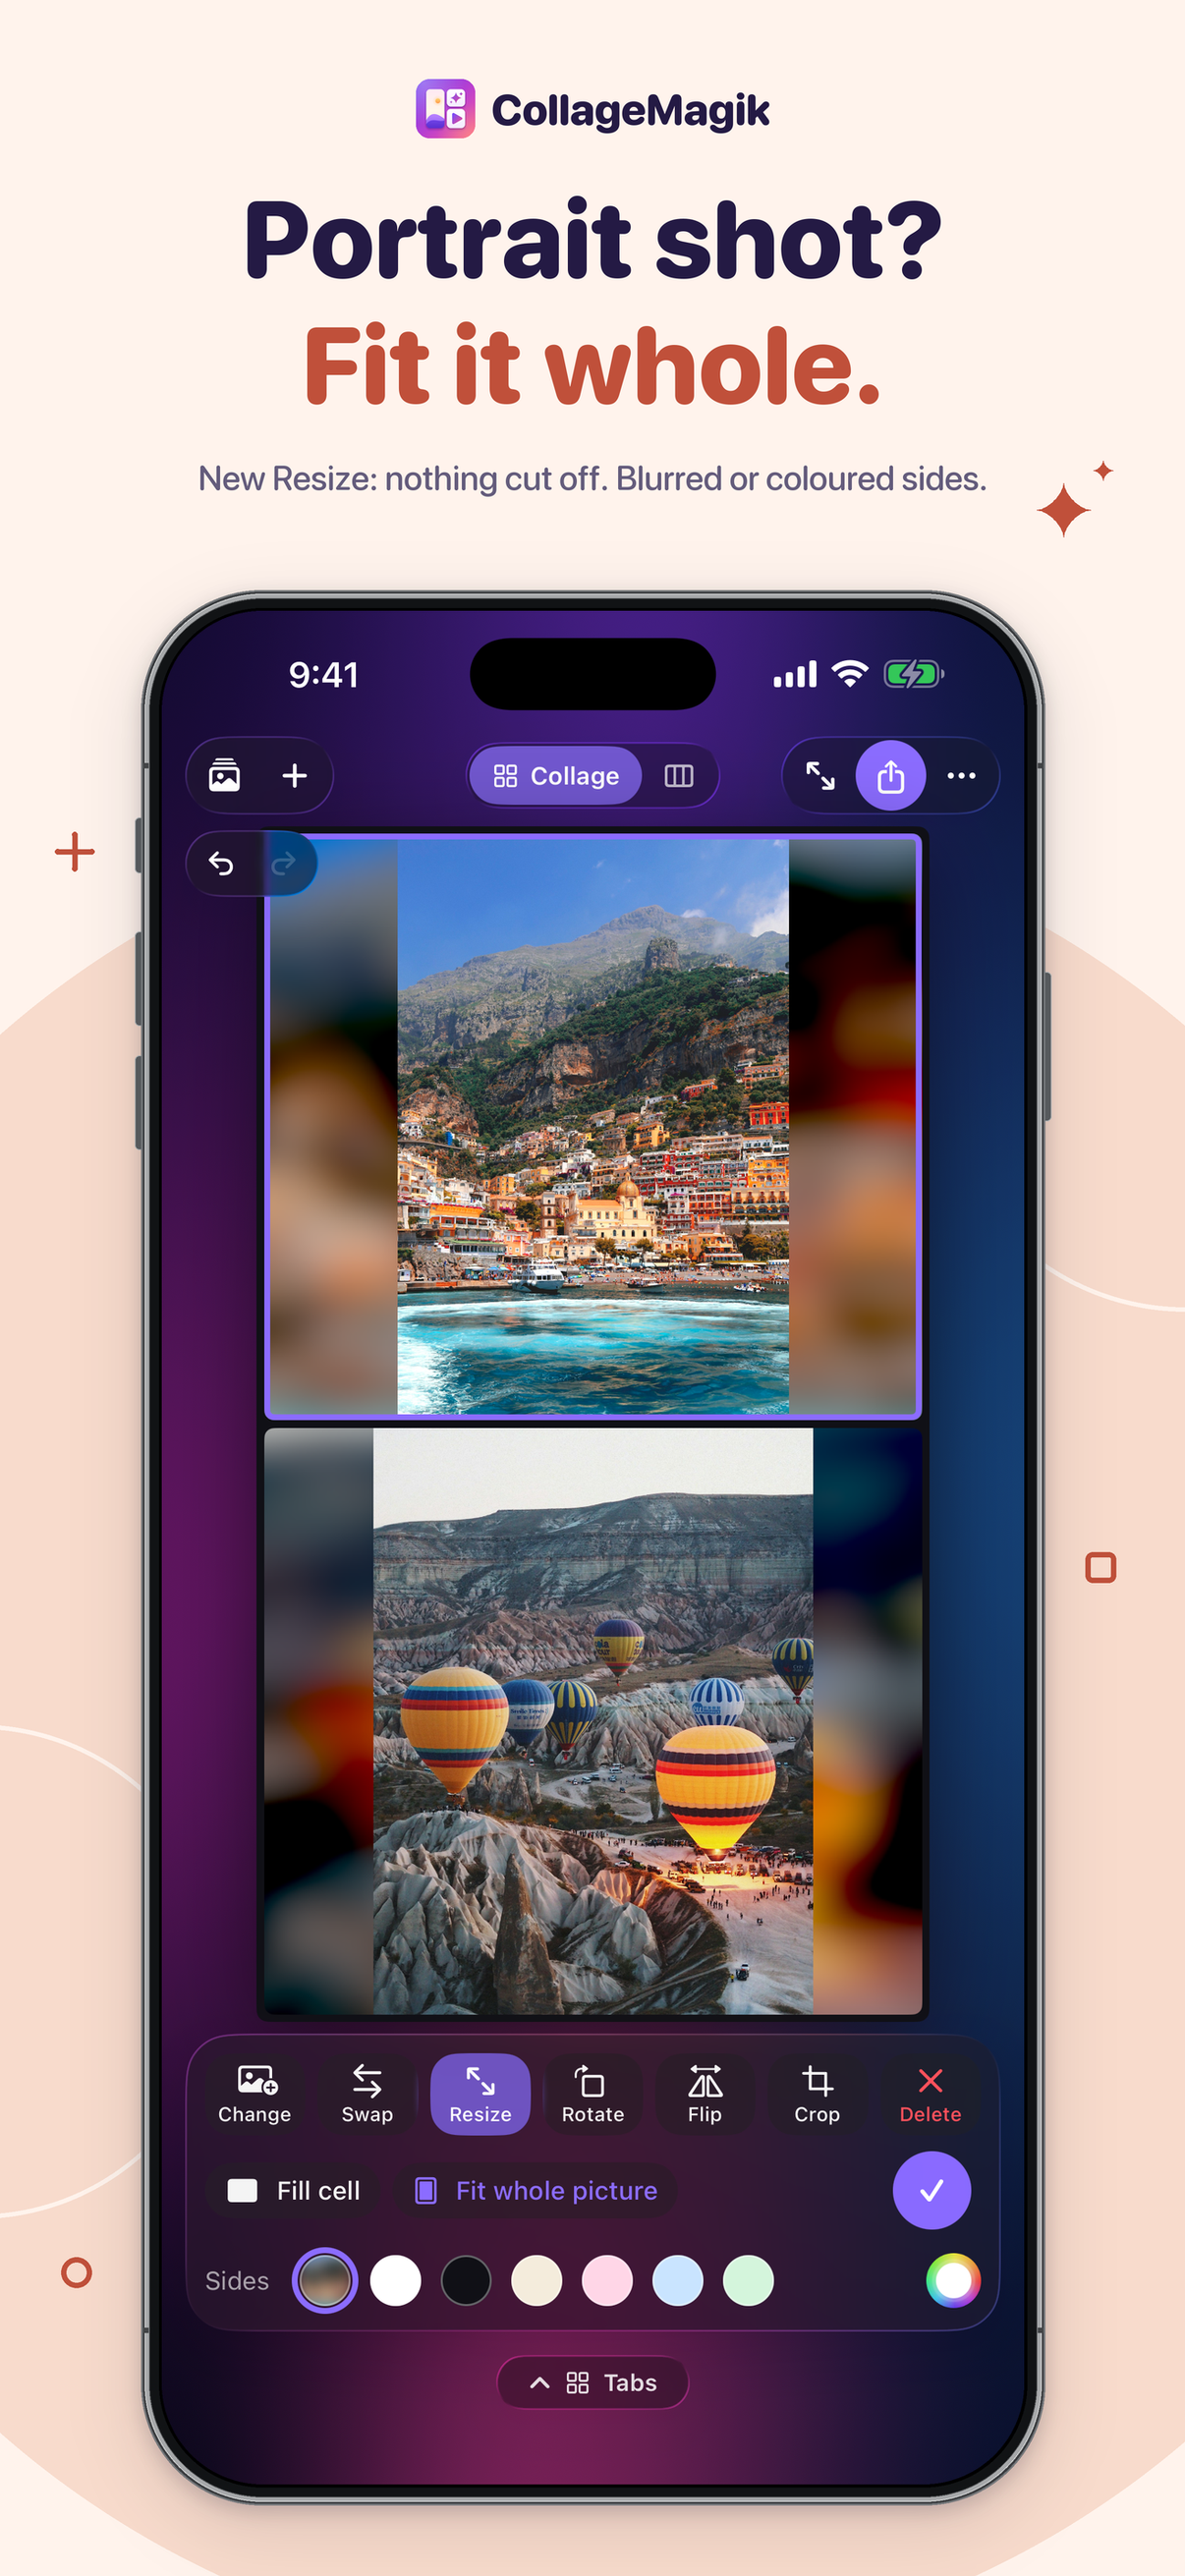 CollageMagik
Portrait shot?
Fit it whole.
New Resize: nothing cut off. Blurred or coloured sides.
9:41
Collage
Change
Swap
Resize
Rotate
Flip
Crop
Delete
Fill cell
Fit whole picture
Sides
Tabs